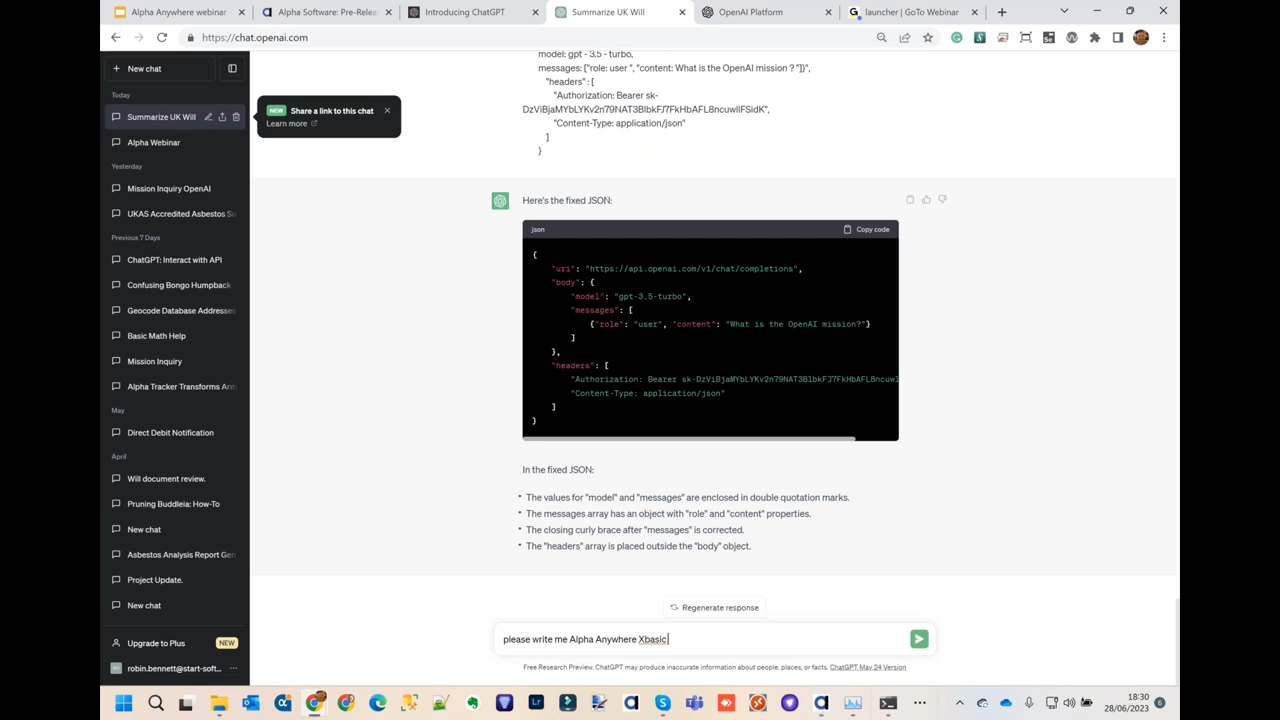 Alpha Anywhere webinar -
Alpha Software: Pre-Relea
Introducing ChatGPT
Summarize UK Will
OpenAI Platform
launcher | GoTo Webinar
https://chat.openai.com
New chat
Today
Summarize UK Will
Alpha Webinar
Yesterday
Mission Inquiry OpenAI
UKAS Accredited Asbestos Su
Previous 7 Days
ChatGPT: Interact with API
Confusing Bongo Humpback
Geocode Database Addresses
Basic Math Help
Mission Inquiry
Alpha Tracker Transforms Arm
May
Direct Debit Notification
April
Will document review.
Pruning Buddleia: How-To
New chat
Asbestos Analysis Report Gen
Project Update.
New chat
Upgrade to Plus NEW
robin.bennett@start-soft...
NEW Share a link to this chat
Learn more
model: gpt - 3.5 - turbo,
messages: ["role: user ", "content: What is the OpenAI mission ? "]}",
"headers" : [
"Authorization: Bearer sk-
"Content-Type: application/json"
]
}
Here's the fixed JSON:
json
Copy code
{
"uri": "https://api.openai.com/v1/chat/completions",
"body": {
"model": "gpt-3.5-turbo",
"messages": [
{"role": "user", "content": "What is the OpenAI mission?"}
]
},
"headers": [
"Authorization: Bearer
"Content-Type: application/json"
]
}
In the fixed JSON:
• The values for "model" and "messages" are enclosed in double quotation marks.
• The messages array has an object with "role" and "content" properties.
• The closing curly brace after "messages" is corrected.
• The "headers" array is placed outside the "body" object.
Regenerate response
please write me Alpha Anywhere Xbasic
Free Research Preview. ChatGPT may produce inaccurate information about people, places, or facts. ChatGPT May 24 Version
18:30
28/06/2023
6